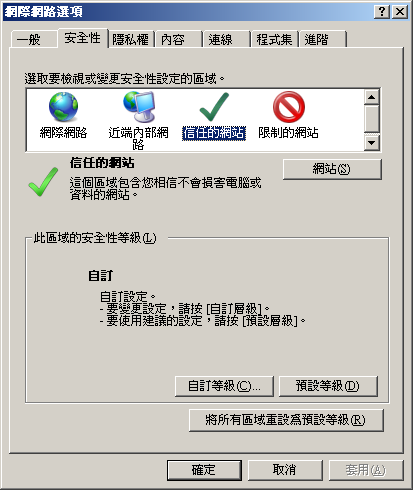 網際網路選項
一般 安全性 隱私權 內容 連線 程式集 進階
選取要檢視或變更安全性設定的區域。
網際網路 近端內部網路 信任的網站 限制的網站
信任的網站
網站(S)
這個區域包含您相信不會損害電腦或
資料的網站。
此區域的安全性等級(L)
自訂
自訂設定。
- 要變更設定，請按 [自訂層級]。
- 要使用建議的設定，請按 [預設層級]。
自訂等級(C)... 預設等級(D)
將所有區域重設為預設等級(R)
確定 取消 套用(A)